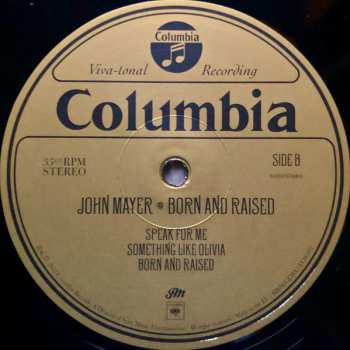 Columbia
Viva-tonal Recording
Columbia
33⅓ RPM
STEREO
SIDE B
JOHN MAYER • BORN AND RAISED
SPEAK FOR ME
SOMETHING LIKE OLIVIA
BORN AND RAISED